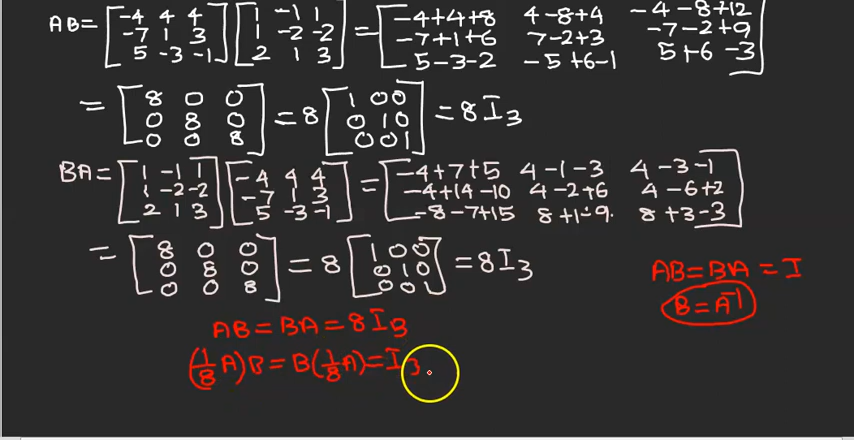 AB = [-4 4 4; -7 1 3; 5 -3 -1] [1 -1 1; 1 -2 -2; 2 1 3] = [-4+4+8 4-8+4 -4-8+12; -7+1+6 7-2+3 -7-2+9; 5-3-2 -5+6-1 5+6-3]
= [8 0 0; 0 8 0; 0 0 8] = 8 [1 0 0; 0 1 0; 0 0 1] = 8I₃
BA = [1 -1 1; 1 -2 -2; 2 1 3] [-4 4 4; -7 1 3; 5 -3 -1] = [-4+7+5 4-1-3 4-3-1; -4+14-10 4-2+6 4-6+2; -8-7+15 8+1-9. 8+3-3]
= [8 0 0; 0 8 0; 0 0 8] = 8 [1 0 0; 0 1 0; 0 0 1] = 8I₃
AB = BA = I
B = A⁻¹
AB = BA = 8I₃
(1/8 A)B = B(1/8 A) = I₃